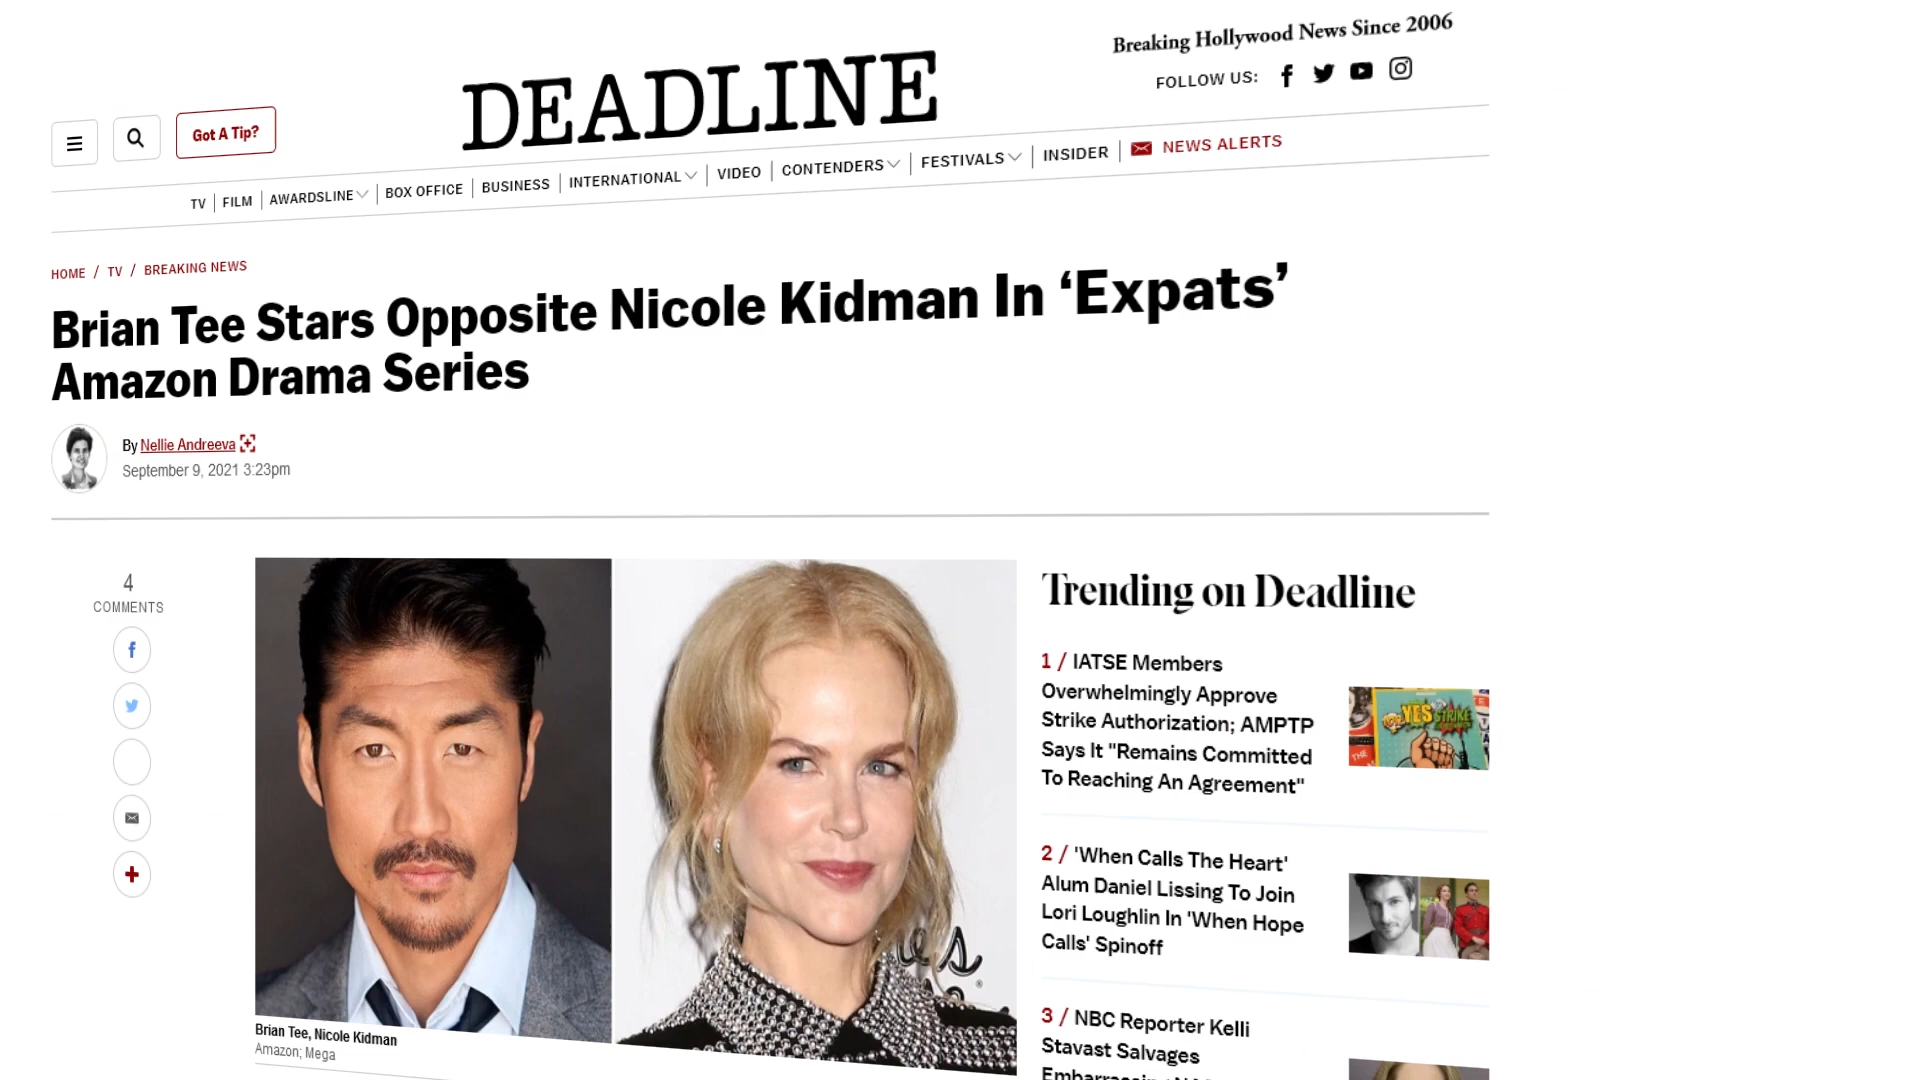 Breaking Hollywood News Since 2006
FOLLOW US:
DEADLINE
Got A Tip?
TV
FILM
AWARDSLINE
BOX OFFICE
BUSINESS
INTERNATIONAL
VIDEO
CONTENDERS
FESTIVALS
INSIDER
NEWS ALERTS
HOME / TV / BREAKING NEWS
Brian Tee Stars Opposite Nicole Kidman In ‘Expats’
Amazon Drama Series
By Nellie Andreeva
September 9, 2021 3:23pm
4
COMMENTS
Brian Tee, Nicole Kidman
Amazon; Mega
Trending on Deadline
1 / IATSE Members
Overwhelmingly Approve
Strike Authorization; AMPTP
Says It "Remains Committed
To Reaching An Agreement"
YES STRIKE
THE
2 / 'When Calls The Heart'
Alum Daniel Lissing To Join
Lori Loughlin In 'When Hope
Calls' Spinoff
3 / NBC Reporter Kelli
Stavast Salvages